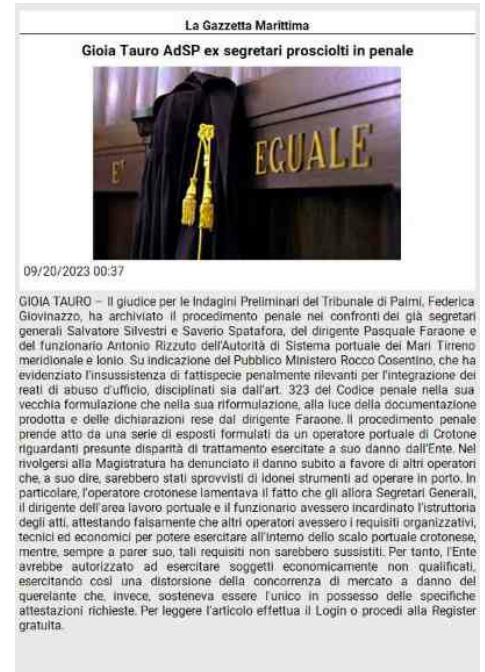 La Gazzetta Marittima
Gioia Tauro AdSP ex segretari prosciolti in penale
E'
EGUALE
09/20/2023 00:37
GIOIA TAURO – Il giudice per le Indagini Preliminari del Tribunale di Palmi, Federica
Giovinazzo, ha archiviato il procedimento penale nei confronti dei già segretari
generali Salvatore Silvestri e Saverio Spatafora, del dirigente Pasquale Faraone e
del funzionario Antonio Rizzuto dell'Autorità di Sistema portuale dei Mari Tirreno
meridionale e Ionio. Su indicazione del Pubblico Ministero Rocco Cosentino, che ha
evidenziato l'insussistenza di fattispecie penalmente rilevanti per l'integrazione dei
reati di abuso d'ufficio, disciplinati sia dall'art. 323 del Codice penale nella sua
vecchia formulazione che nella sua riformulazione, alla luce della documentazione
prodotta e delle dichiarazioni rese dal dirigente Faraone. Il procedimento penale
prende atto da una serie di esposti formulati da un operatore portuale di Crotone
riguardanti presunte disparità di trattamento esercitate a suo danno dall'Ente. Nel
rivolgersi alla Magistratura ha denunciato il danno subito a favore di altri operatori
che, a suo dire, sarebbero stati sprovvisti di idonei strumenti ad operare in porto. In
particolare, l'operatore crotonese lamentava il fatto che gli allora Segretari Generali,
il dirigente dell'area lavoro portuale e il funzionario avessero incardinato l'istruttoria
degli atti, attestando falsamente che altri operatori avessero i requisiti organizzativi,
tecnici ed economici per potere esercitare all'interno dello scalo portuale crotonese,
mentre, sempre a parer suo, tali requisiti non sarebbero sussistiti. Per tanto, l'Ente
avrebbe autorizzato ad esercitare soggetti economicamente non qualificati,
esercitando così una distorsione della concorrenza di mercato a danno del
querelante che, invece, sosteneva essere l'unico in possesso delle specifiche
attestazioni richieste. Per leggere l'articolo effettua il Login o procedi alla Register
gratuita.